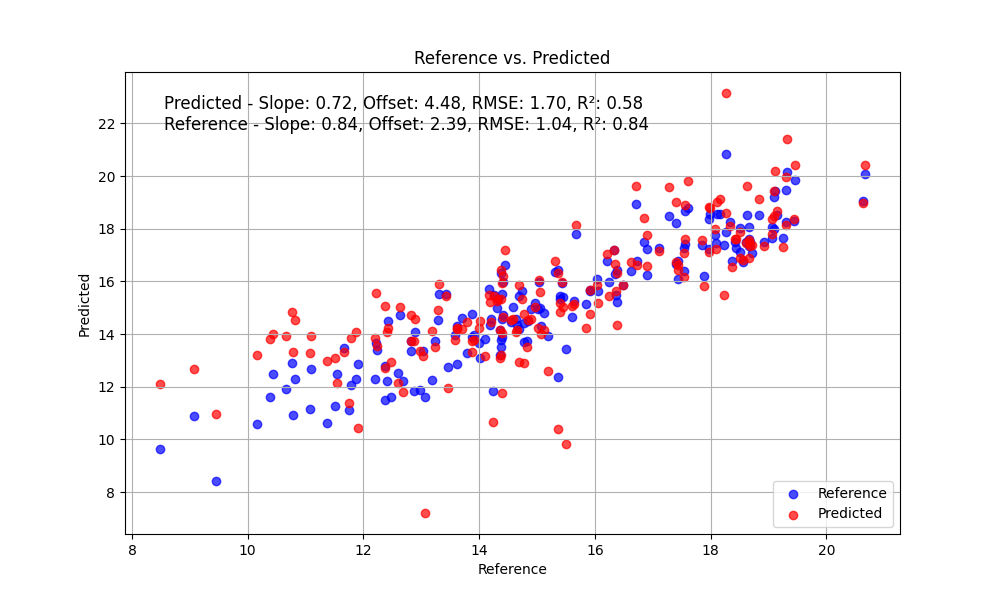 Reference vs. Predicted
Predicted - Slope: 0.72, Offset: 4.48, RMSE: 1.70, R²: 0.58
Reference - Slope: 0.84, Offset: 2.39, RMSE: 1.04, R²: 0.84
Predicted
22
20
18
16
14
12
10
8
8 10 12 14 16 18 20
Reference
Reference
Predicted